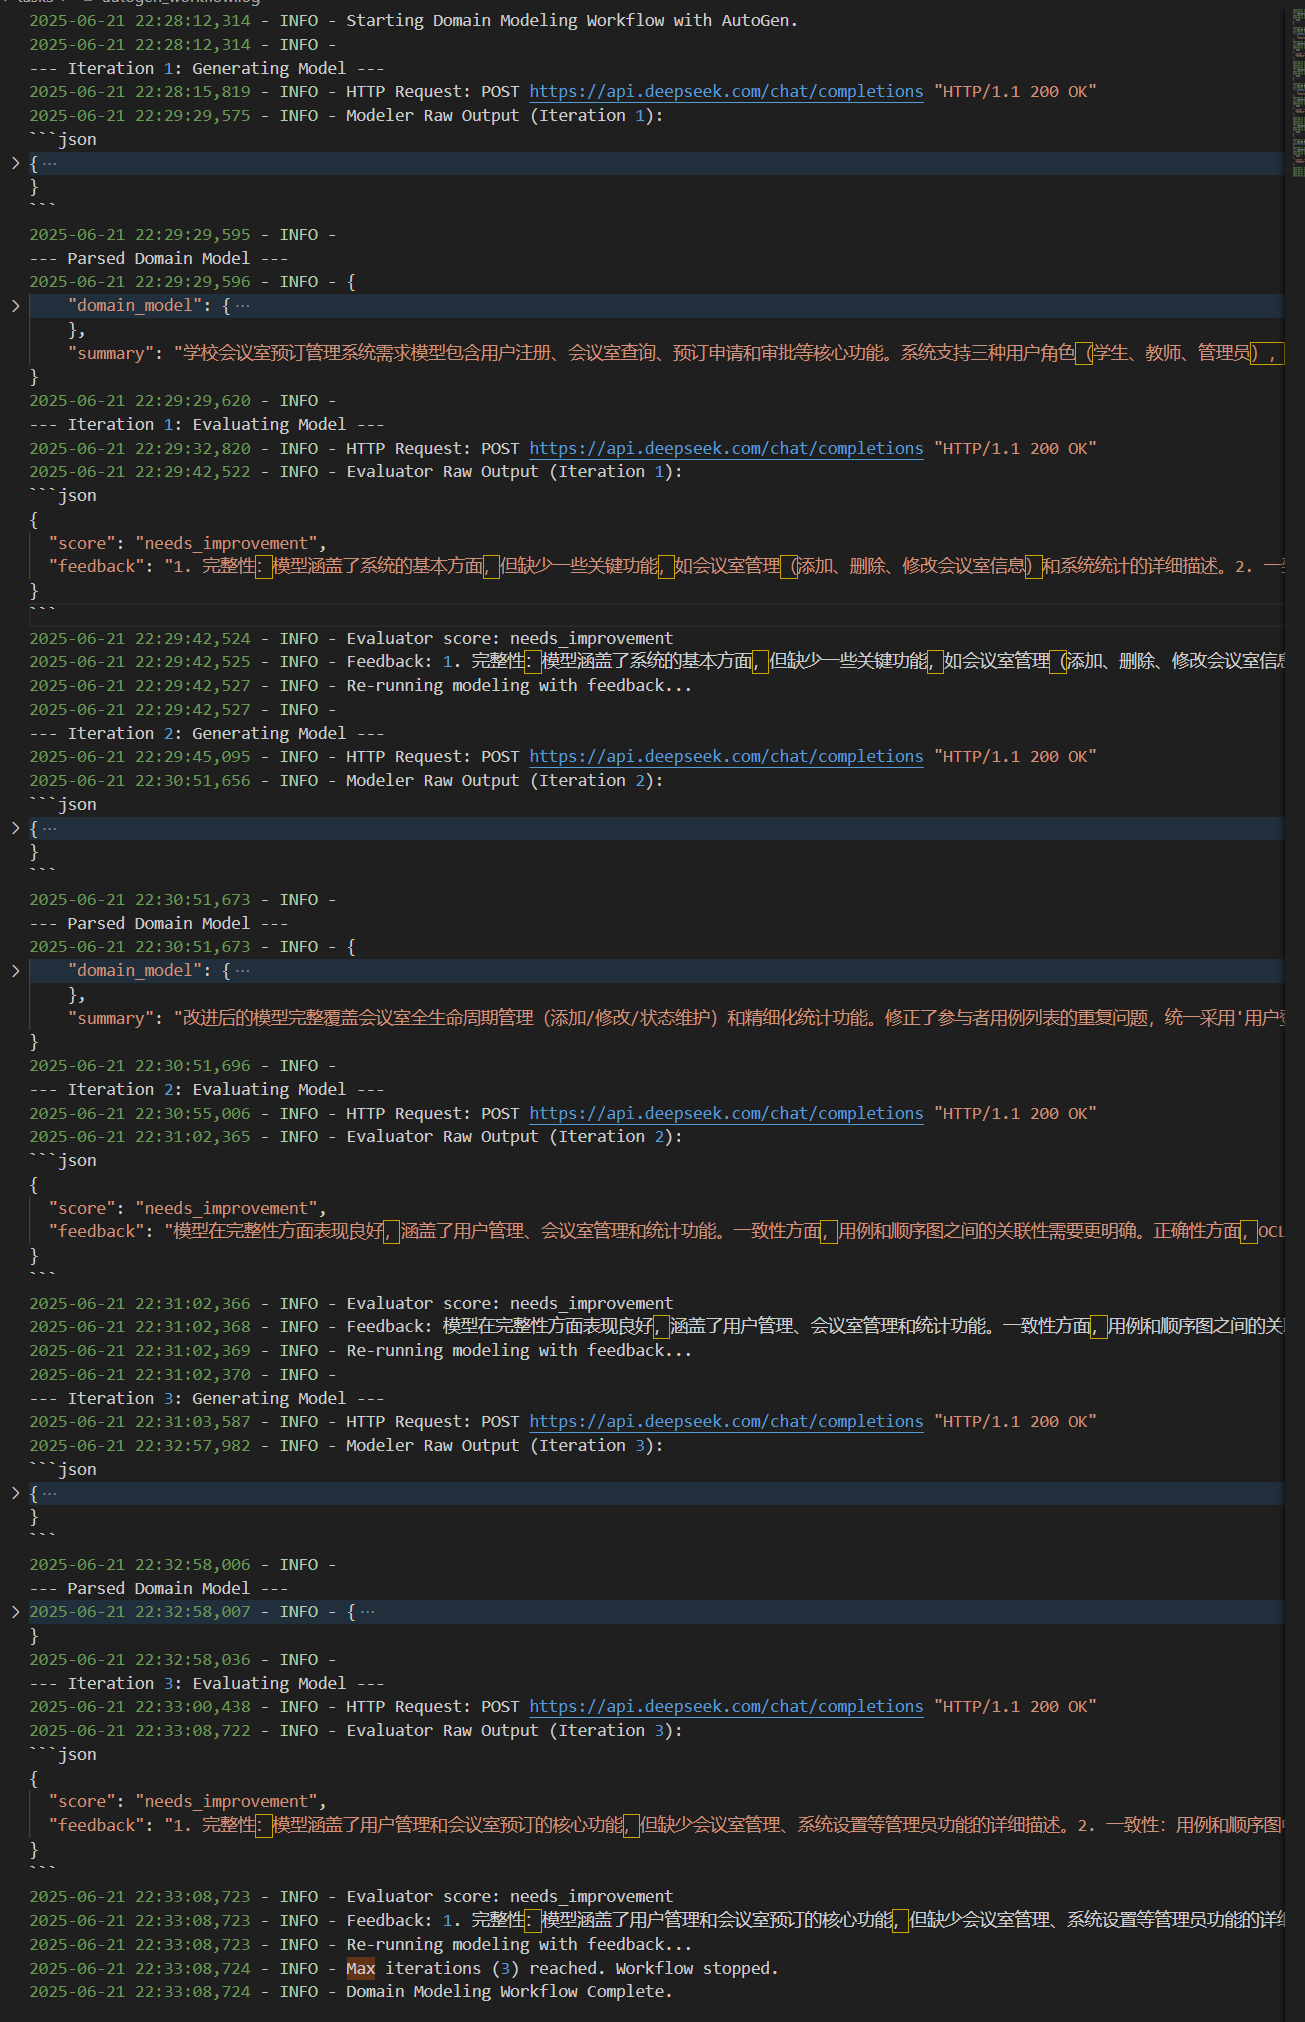 2025-06-21 22:28:12,314 - INFO - Starting Domain Modeling Workflow with AutoGen.
2025-06-21 22:28:12,314 - INFO -
--- Iteration 1: Generating Model ---
2025-06-21 22:28:15,819 - INFO - HTTP Request: POST https://api.deepseek.com/chat/completions "HTTP/1.1 200 OK"
2025-06-21 22:29:29,575 - INFO - Modeler Raw Output (Iteration 1):
```json
{ ···
}
```
2025-06-21 22:29:29,595 - INFO -
--- Parsed Domain Model ---
2025-06-21 22:29:29,596 - INFO - {
"domain_model": { ···
},
"summary": "学校会议室预订管理系统需求模型包含用户注册、会议室查询、预订申请和审批等核心功能。系统支持三种用户角色（学生、教师、管理员），
}
2025-06-21 22:29:29,620 - INFO -
--- Iteration 1: Evaluating Model ---
2025-06-21 22:29:32,820 - INFO - HTTP Request: POST https://api.deepseek.com/chat/completions "HTTP/1.1 200 OK"
2025-06-21 22:29:42,522 - INFO - Evaluator Raw Output (Iteration 1):
```json
{
"score": "needs_improvement",
"feedback": "1. 完整性：模型涵盖了系统的基本方面，但缺少一些关键功能，如会议室管理（添加、删除、修改会议室信息）和系统统计的详细描述。2. 一
}
```
2025-06-21 22:29:42,524 - INFO - Evaluator score: needs_improvement
2025-06-21 22:29:42,525 - INFO - Feedback: 1. 完整性：模型涵盖了系统的基本方面，但缺少一些关键功能，如会议室管理（添加、删除、修改会议室信息
2025-06-21 22:29:42,527 - INFO - Re-running modeling with feedback...
2025-06-21 22:29:42,527 - INFO -
--- Iteration 2: Generating Model ---
2025-06-21 22:29:45,095 - INFO - HTTP Request: POST https://api.deepseek.com/chat/completions "HTTP/1.1 200 OK"
2025-06-21 22:30:51,656 - INFO - Modeler Raw Output (Iteration 2):
```json
{ ···
}
```
2025-06-21 22:30:51,673 - INFO -
--- Parsed Domain Model ---
2025-06-21 22:30:51,673 - INFO - {
"domain_model": { ···
},
"summary": "改进后的模型完整覆盖会议室全生命周期管理（添加/修改/状态维护）和精细化统计功能。修正了参与者用例列表的重复问题，统一采用'用户
}
2025-06-21 22:30:51,696 - INFO -
--- Iteration 2: Evaluating Model ---
2025-06-21 22:30:55,006 - INFO - HTTP Request: POST https://api.deepseek.com/chat/completions "HTTP/1.1 200 OK"
2025-06-21 22:31:02,365 - INFO - Evaluator Raw Output (Iteration 2):
```json
{
"score": "needs_improvement",
"feedback": "模型在完整性方面表现良好，涵盖了用户管理、会议室管理和统计功能。一致性方面，用例和顺序图之间的关联性需要更明确。正确性方面，OCL
}
```
2025-06-21 22:31:02,366 - INFO - Evaluator score: needs_improvement
2025-06-21 22:31:02,368 - INFO - Feedback: 模型在完整性方面表现良好，涵盖了用户管理、会议室管理和统计功能。一致性方面，用例和顺序图之间的关
2025-06-21 22:31:02,369 - INFO - Re-running modeling with feedback...
2025-06-21 22:31:02,370 - INFO -
--- Iteration 3: Generating Model ---
2025-06-21 22:31:03,587 - INFO - HTTP Request: POST https://api.deepseek.com/chat/completions "HTTP/1.1 200 OK"
2025-06-21 22:32:57,982 - INFO - Modeler Raw Output (Iteration 3):
```json
{ ···
}
```
2025-06-21 22:32:58,006 - INFO -
--- Parsed Domain Model ---
2025-06-21 22:32:58,007 - INFO - { ···
}
2025-06-21 22:32:58,036 - INFO -
--- Iteration 3: Evaluating Model ---
2025-06-21 22:33:00,438 - INFO - HTTP Request: POST https://api.deepseek.com/chat/completions "HTTP/1.1 200 OK"
2025-06-21 22:33:08,722 - INFO - Evaluator Raw Output (Iteration 3):
```json
{
"score": "needs_improvement",
"feedback": "1. 完整性：模型涵盖了用户管理和会议室预订的核心功能，但缺少会议室管理、系统设置等管理员功能的详细描述。2. 一致性：用例和顺序图
}
```
2025-06-21 22:33:08,723 - INFO - Evaluator score: needs_improvement
2025-06-21 22:33:08,723 - INFO - Feedback: 1. 完整性：模型涵盖了用户管理和会议室预订的核心功能，但缺少会议室管理、系统设置等管理员功能的详细
2025-06-21 22:33:08,723 - INFO - Re-running modeling with feedback...
2025-06-21 22:33:08,724 - INFO - Max iterations (3) reached. Workflow stopped.
2025-06-21 22:33:08,724 - INFO - Domain Modeling Workflow Complete.